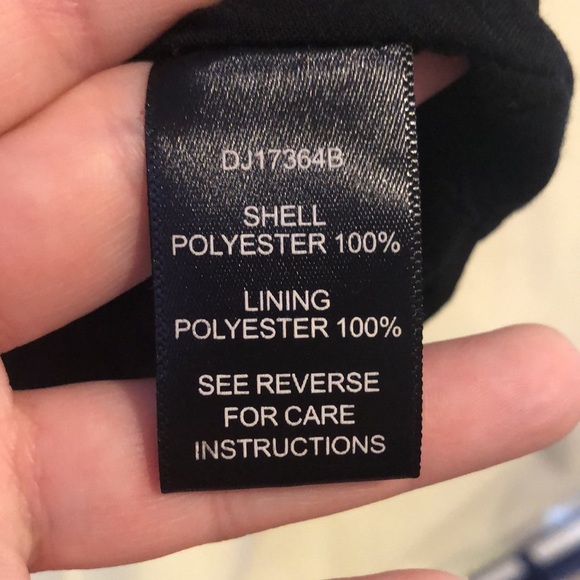 DJ17364B
SHELL
POLYESTER 100%
LINING
POLYESTER 100%
SEE REVERSE
FOR CARE
INSTRUCTIONS